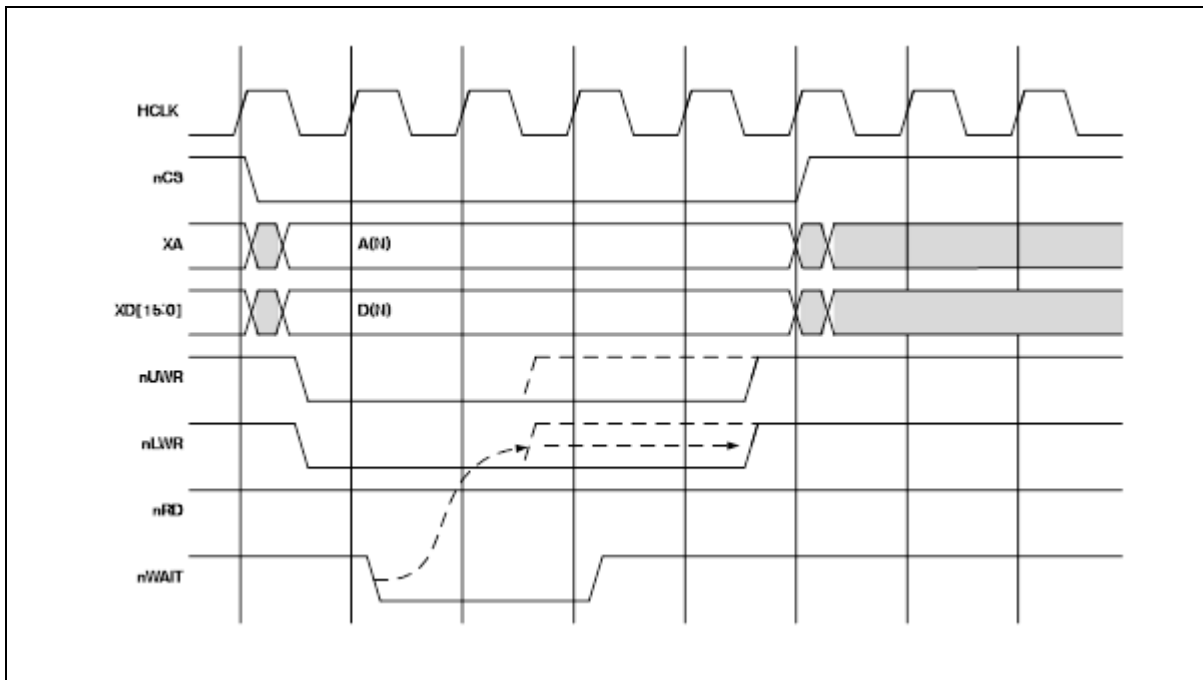 HCLK
nCS
XA
A(N)
XD[15:0]
D(N)
nUWR
nLWR
nRD
nWAIT